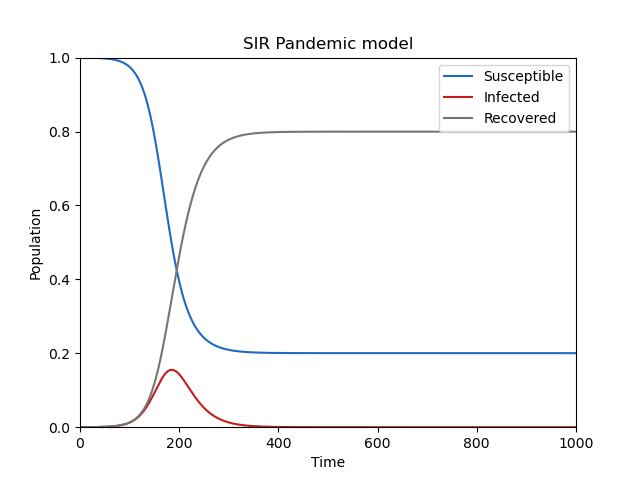 SIR Pandemic model
1.0
0.8
0.6
0.4
0.2
0.0
Population
Susceptible
Infected
Recovered
0 200 400 600 800 1000
Time